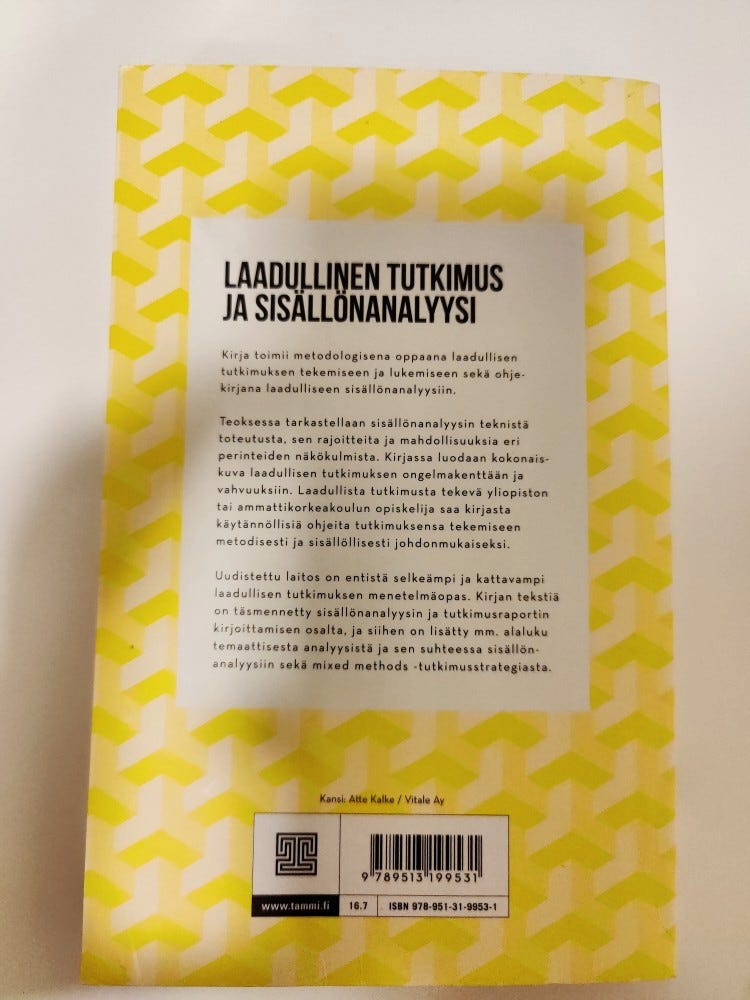 LAADULLINEN TUTKIMUS
JA SISÄLLÖNANALYYSI
Kirja toimii metodologisena oppaana laadullisen
tutkimuksen tekemiseen ja lukemiseen sekä ohje-
kirjana laadulliseen sisällönanalyysiin.
Teoksessa tarkastellaan sisällönanalyysin teknistä
toteutusta, sen rajoitteita ja mahdollisuuksia eri
perinteiden näkökulmista. Kirjassa luodaan kokonais-
kuva laadullisen tutkimuksen ongelmakenttään ja
vahvuuksiin. Laadullista tutkimusta tekevä yliopiston
tai ammattikorkeakoulun opiskelija saa kirjasta
käytännöllisiä ohjeita tutkimuksensa tekemiseen
metodisesti ja sisällöllisesti johdonmukaiseksi.
Uudistettu laitos on entistä selkeämpi ja kattavampi
laadullisen tutkimuksen menetelmäopas. Kirjan tekstiä
on täsmennetty sisällönanalyysin ja tutkimusraportin
kirjoittamisen osalta, ja siihen on lisätty mm. alaluku
temaattisesta analyysistä ja sen suhteessa sisällön-
analyysiin sekä mixed methods -tutkimusstrategiasta.
Kansi: Atte Kalke / Vitale Ay
9 789513 199531
www.tammi.fi 16.7 ISBN 978-951-31-9953-1